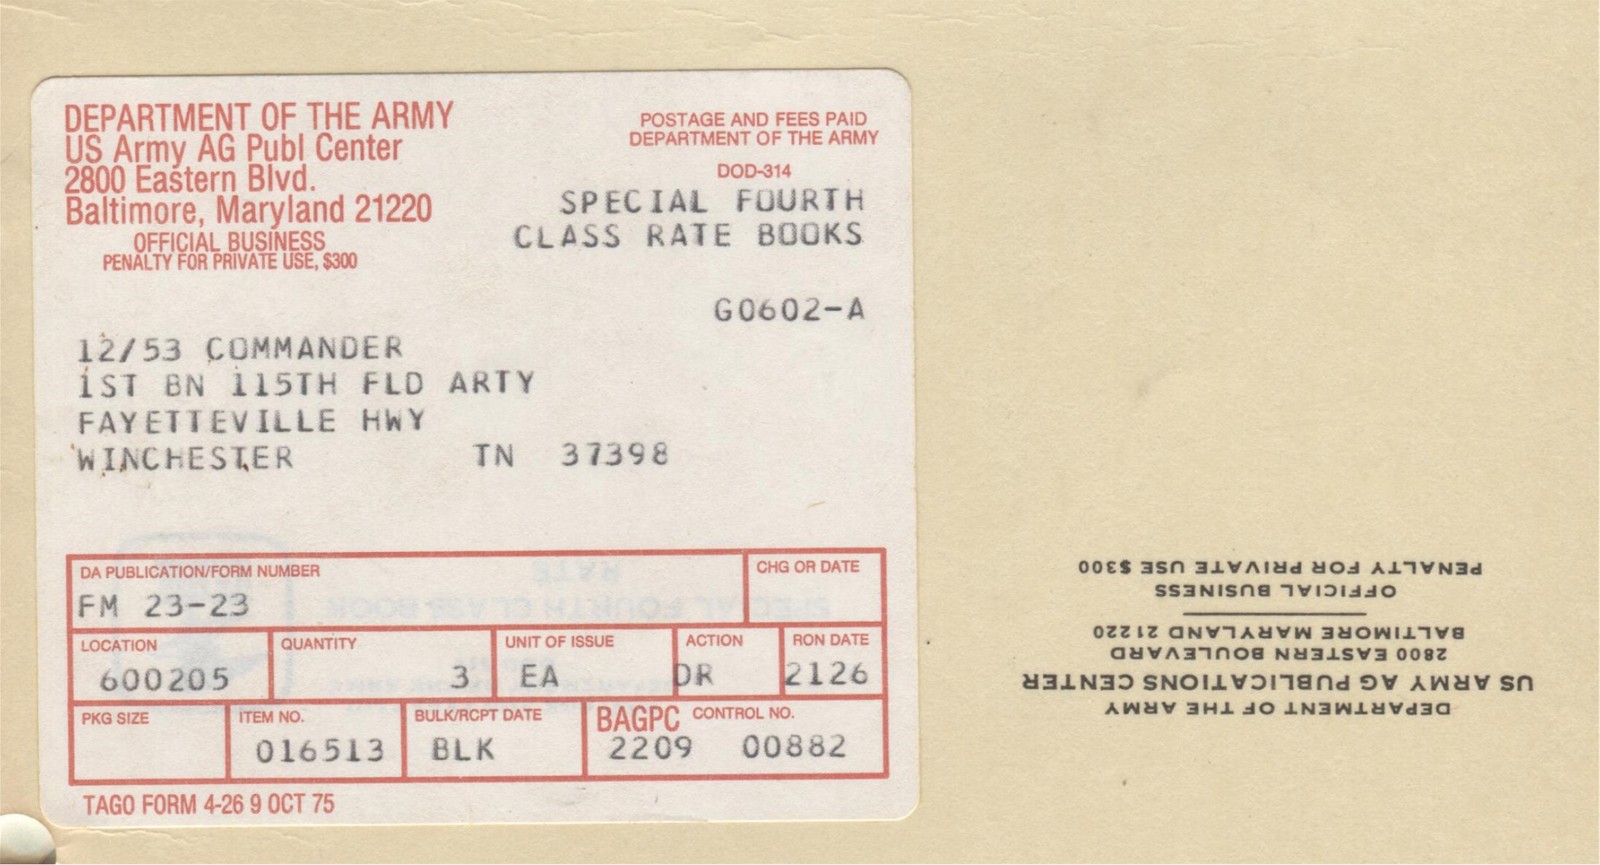 DEPARTMENT OF THE ARMY
US Army AG Publ Center
2800 Eastern Blvd.
Baltimore, Maryland 21220
OFFICIAL BUSINESS
PENALTY FOR PRIVATE USE, $300
POSTAGE AND FEES PAID
DEPARTMENT OF THE ARMY
DOD-314
SPECIAL FOURTH
CLASS RATE BOOKS
G0602-A
12/53 COMMANDER
1ST BN 115TH FLD ARTY
FAYETTEVILLE HWY
WINCHESTER TN 37398
DA PUBLICATION/FORM NUMBER CHG OR DATE
FM 23-23
LOCATION QUANTITY UNIT OF ISSUE ACTION RON DATE
600205 3 EA DR 2126
PKG SIZE ITEM NO. BULK/RCPT DATE BAGPC CONTROL NO.
016513 BLK 2209 00882
TAGO FORM 4-26 9 OCT 75
DEPARTMENT OF THE ARMY
US ARMY AG PUBLICATIONS CENTER
2800 EASTERN BOULEVARD
BALTIMORE MARYLAND 21220
OFFICIAL BUSINESS
PENALTY FOR PRIVATE USE $300
SPECIAL FOURTH CLASS BOOK
RATE